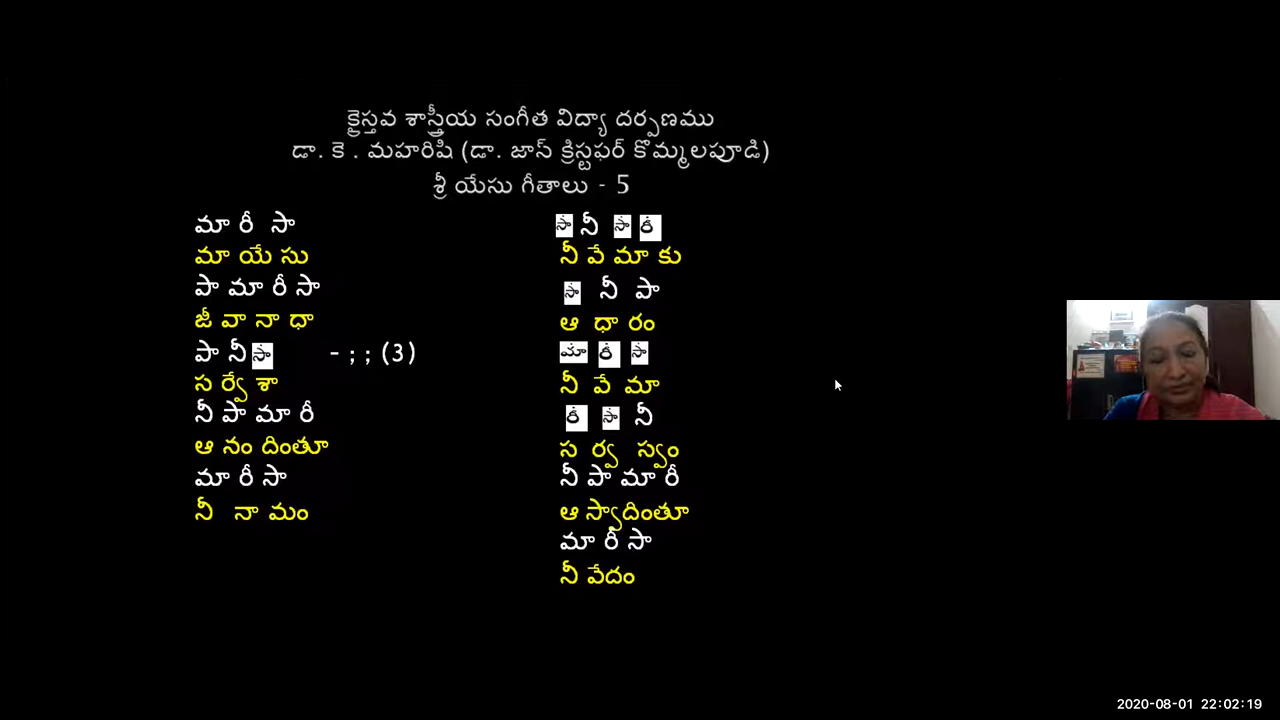 క్రైస్తవ శాస్త్రీయ సంగీత విద్యా దర్పణము
డా. కె . మహరిషి (డా. జాస్ క్రిస్టఫర్ కొమ్మలపూడి)
శ్రీ యేసు గీతాలు - 5
మా రీ సా
మా యే సు
పా మా రీ సా
జీ వా నా ధా
పా నీ సా - ; ; (3)
స ర్వే శా
నీ పా మా రీ
ఆ నం దింతూ
మా రీ సా
నీ నా మం
సా నీ సా రీ
నీ వే మా కు
సా నీ పా
ఆ ధా రం
మా రీ సా
నీ వే మా
రీ సా నీ
స ర్వ స్వం
నీ పా మా రీ
ఆ స్వాదింతూ
మా రీ సా
నీ వేదం
2020-08-01 22:02:19